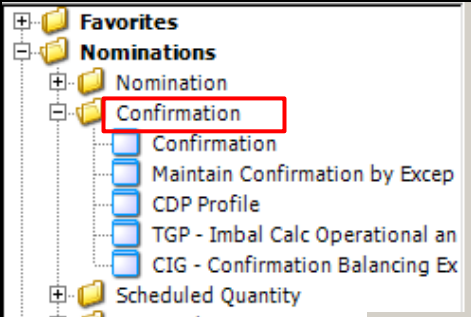 Favorites
Nominations
Nomination
Confirmation
Confirmation
Maintain Confirmation by Excep
CDP Profile
TGP - Imbal Calc Operational an
CIG - Confirmation Balancing Ex
Scheduled Quantity